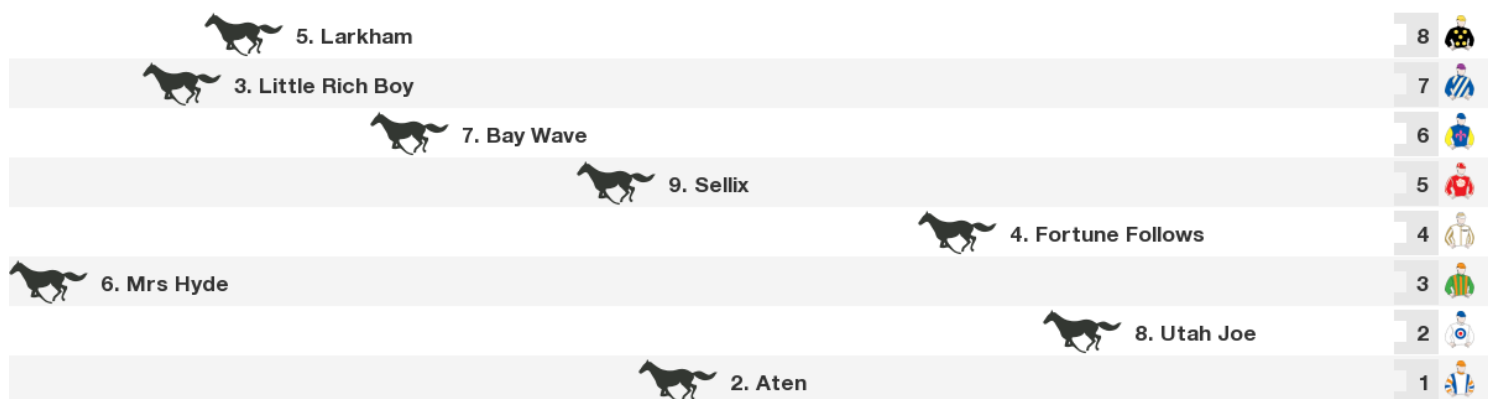 5. Larkham 8
3. Little Rich Boy 7
7. Bay Wave 6
9. Sellix 5
4. Fortune Follows 4
6. Mrs Hyde 3
8. Utah Joe 2
2. Aten 1